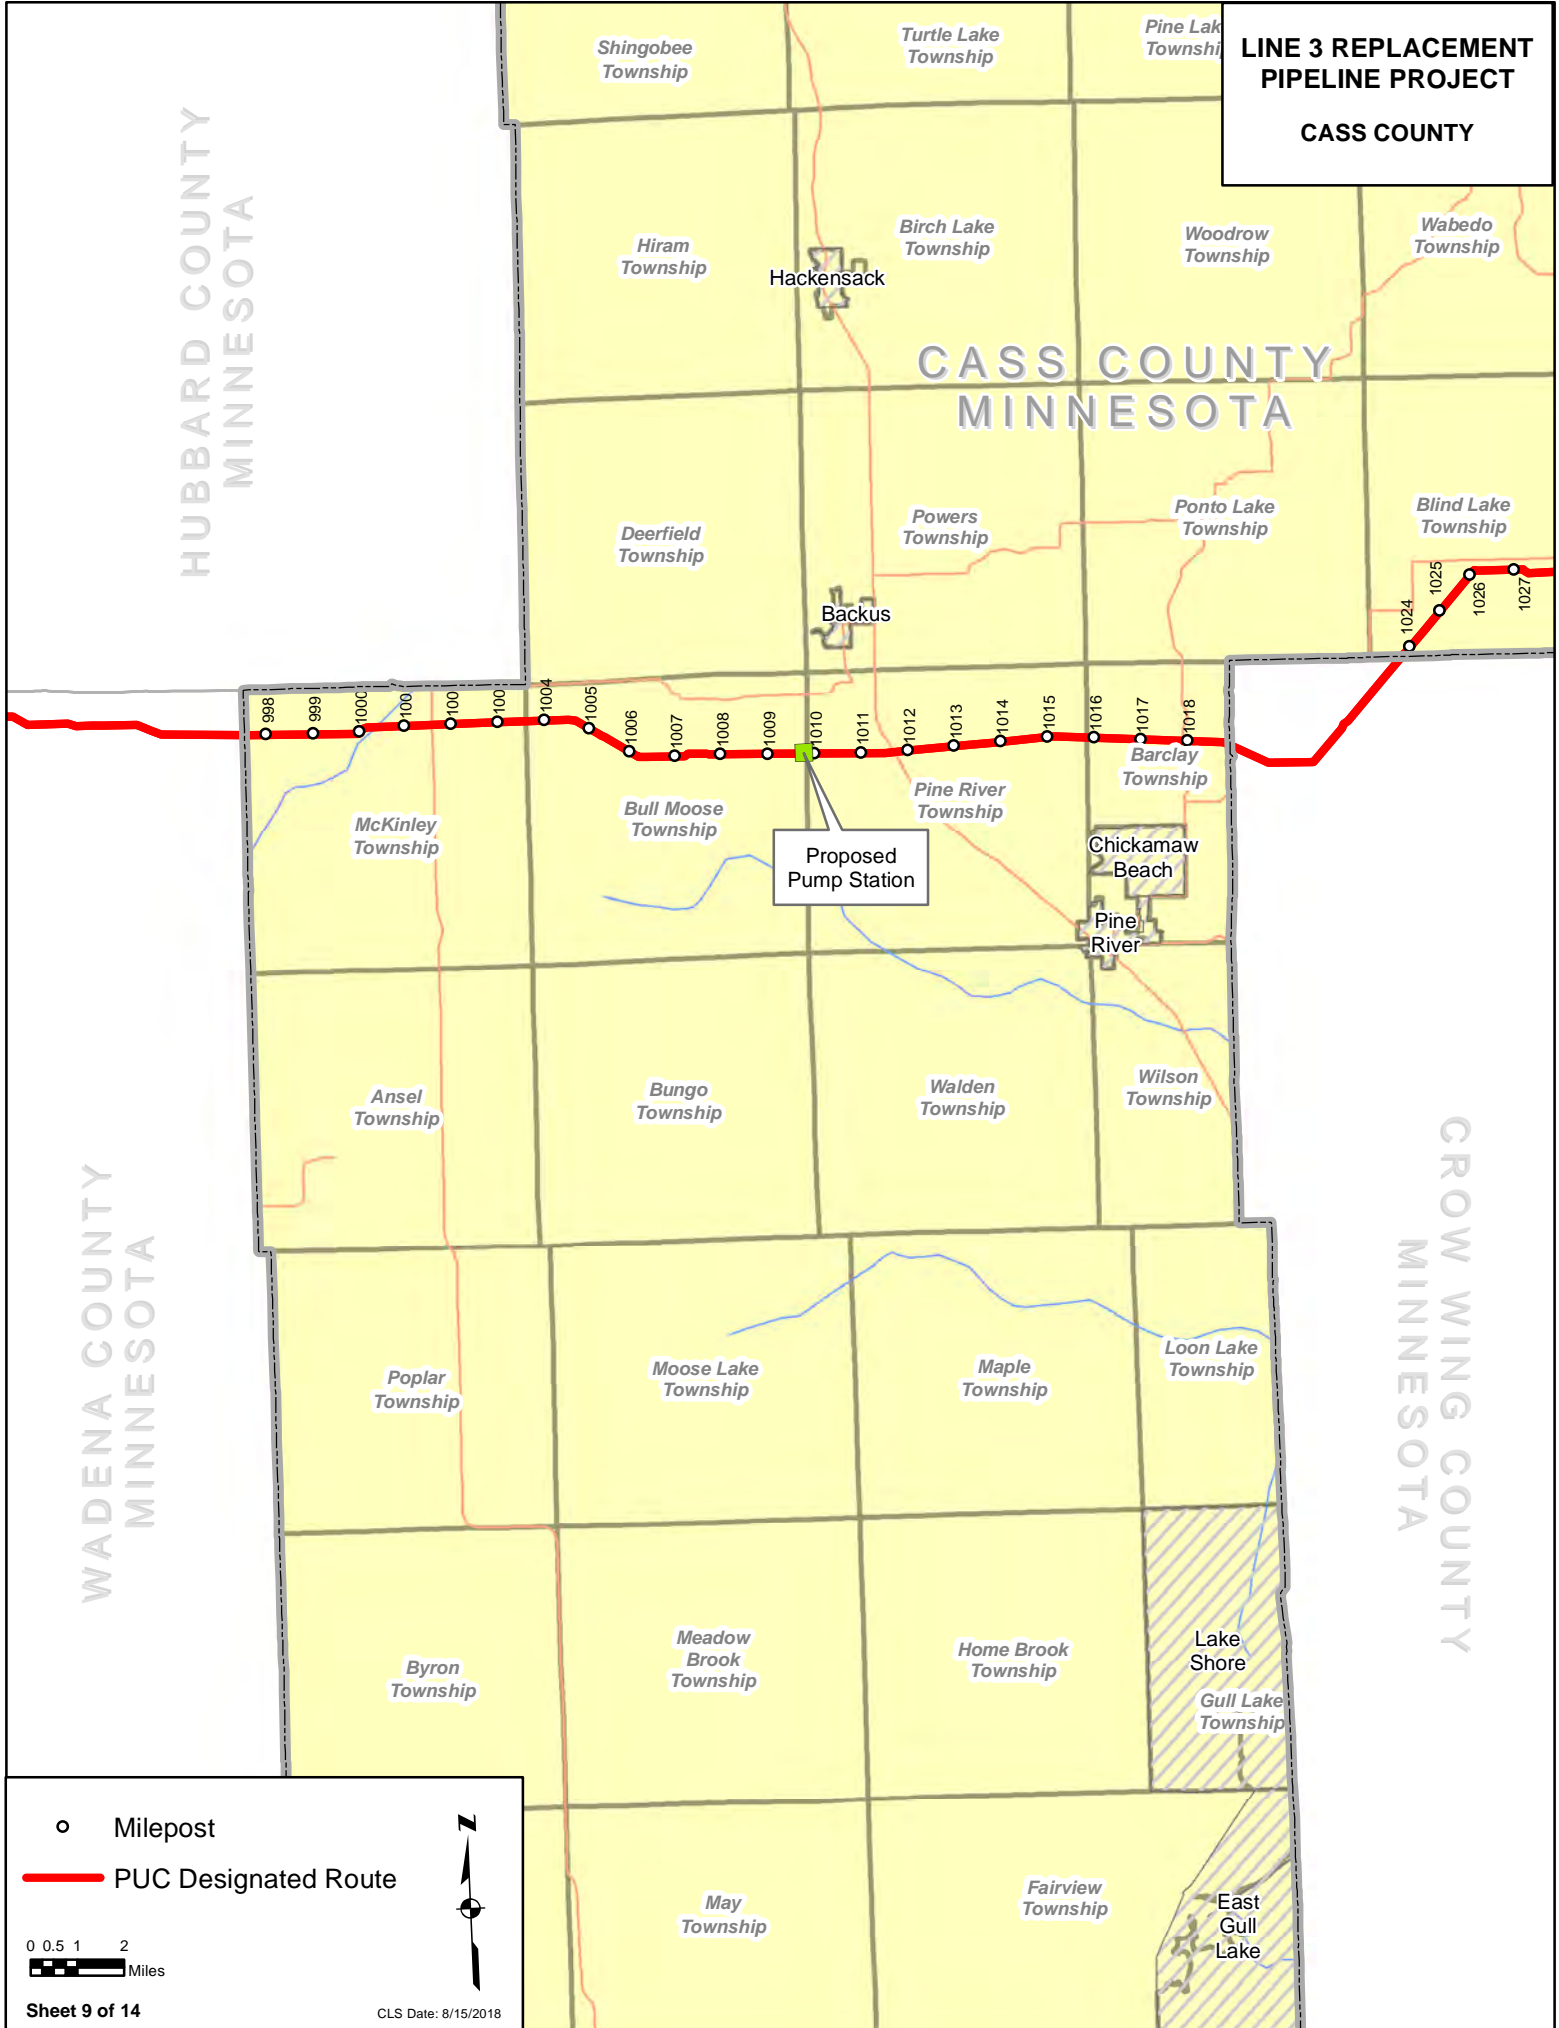 LINE 3 REPLACEMENT
PIPELINE PROJECT
CASS COUNTY
Shingobee
Township
Turtle Lake
Township
Pine Lak
Townshi
HUBBARD COUNTY
MINNESOTA
Hiram
Township
Birch Lake
Township
Woodrow
Township
Wabedo
Township
Hackensack
CASS COUNTY
MINNESOTA
Deerfield
Township
Powers
Township
Ponto Lake
Township
Blind Lake
Township
Backus
998
999
1000
100
100
100
1004
1005
1006
1007
1008
1009
1010
1011
1012
1013
1014
1015
1016
1017
1018
1024
1025
1026
1027
McKinley
Township
Bull Moose
Township
Pine River
Township
Barclay
Township
Proposed
Pump Station
Chickamaw
Beach
Pine
River
Ansel
Township
Bungo
Township
Walden
Township
Wilson
Township
WADENA COUNTY
MINNESOTA
CROW WING COUNTY
MINNESOTA
Poplar
Township
Moose Lake
Township
Maple
Township
Loon Lake
Township
Byron
Township
Meadow
Brook
Township
Home Brook
Township
Lake
Shore
Gull Lake
Township
May
Township
Fairview
Township
East
Gull
Lake
Milepost
PUC Designated Route
N
0 0.5 1 2
Miles
Sheet 9 of 14
CLS Date: 8/15/2018